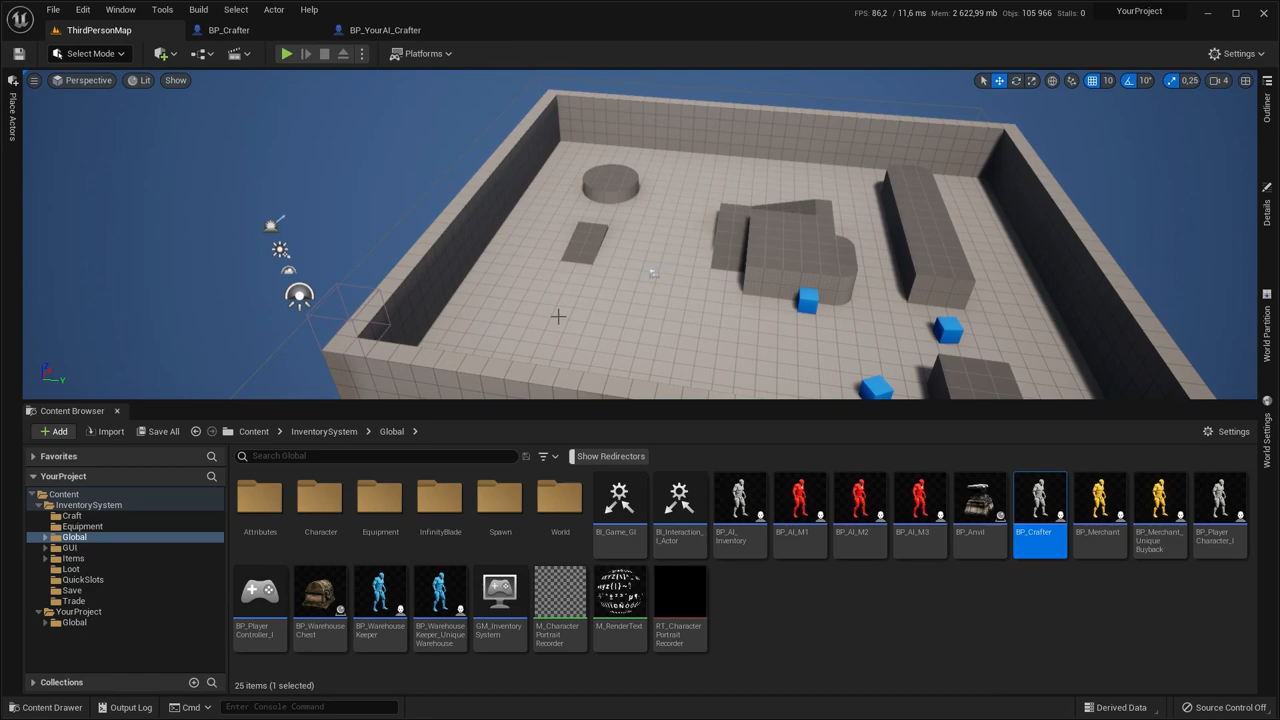 File Edit Window Tools Build Select Actor Help
FPS: 86,2 / 11,6 ms Mem: 2 622,99 mb Objs: 105 966 Stalls: 0
YourProject
ThirdPersonMap BP_Crafter BP_YourAI_Crafter
Select Mode Platforms Settings
Perspective Lit Show 10 10° 0,25 4
Place Actors
Outliner
Details
World Partition
World Settings
Z
Y
Content Browser
Add Import Save All Content InventorySystem Global Settings
Favorites
Search Global
Show Redirectors
YourProject
Content
InventorySystem
Craft
Equipment
Global
GUI
Items
Loot
QuickSlots
Save
Trade
YourProject
Global
Collections
Attributes Character Equipment InfinityBlade Spawn World
BI_Game_GI
BI_Interaction_I_Actor
BP_AI_Inventory
BP_AI_M1
BP_AI_M2
BP_AI_M3
BP_Anvil
BP_Crafter
BP_Merchant
BP_Merchant_Unique Buyback
BP_Player Character_I
BP_Player Controller_I
BP_Warehouse Chest
BP_Warehouse Keeper
BP_Warehouse Keeper_Unique Warehouse
GM_Inventory System
M_Character Portrait Recorder
M_RenderText
RT_Character Portrait Recorder
25 items (1 selected)
Content Drawer Output Log Cmd Enter Console Command Derived Data Source Control Off